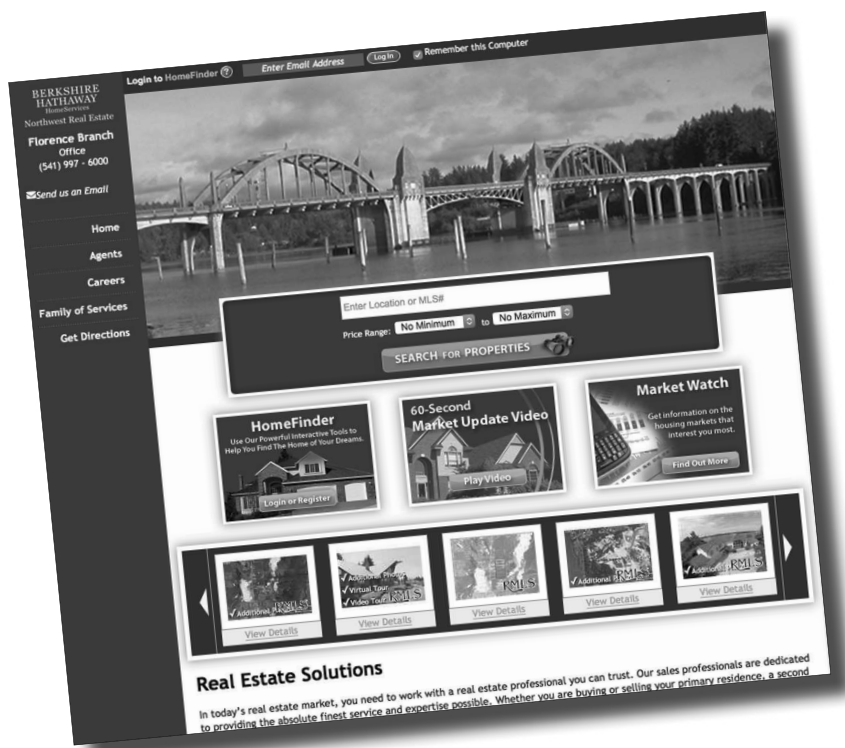 Login to HomeFinder ?
Enter Email Address
Log In
Remember this Computer
BERKSHIRE
HATHAWAY
HomeServices
Northwest Real Estate
Florence Branch
Office
(541) 997 - 6000
Send us an Email
Home
Agents
Careers
Family of Services
Get Directions
Enter Location or MLS#
Price Range: No Minimum to No Maximum
SEARCH FOR PROPERTIES
HomeFinder
Use Our Powerful Interactive Tools to
Help You Find The Home of Your Dreams.
Login or Register
60-Second
Market Update Video
Play Video
Market Watch
Get information on the
housing markets that
interest you most.
Find Out More
Additional
RMLS
View Details
Additional Photos
Virtual Tour
Video Tour
RMLS
View Details
RMLS
View Details
Additional
RMLS
View Details
Additional
RMLS
View Details
Real Estate Solutions
In today's real estate market, you need to work with a real estate professional you can trust. Our sales professionals are dedicated
to providing the absolute finest service and expertise possible. Whether you are buying or selling your primary residence, a second